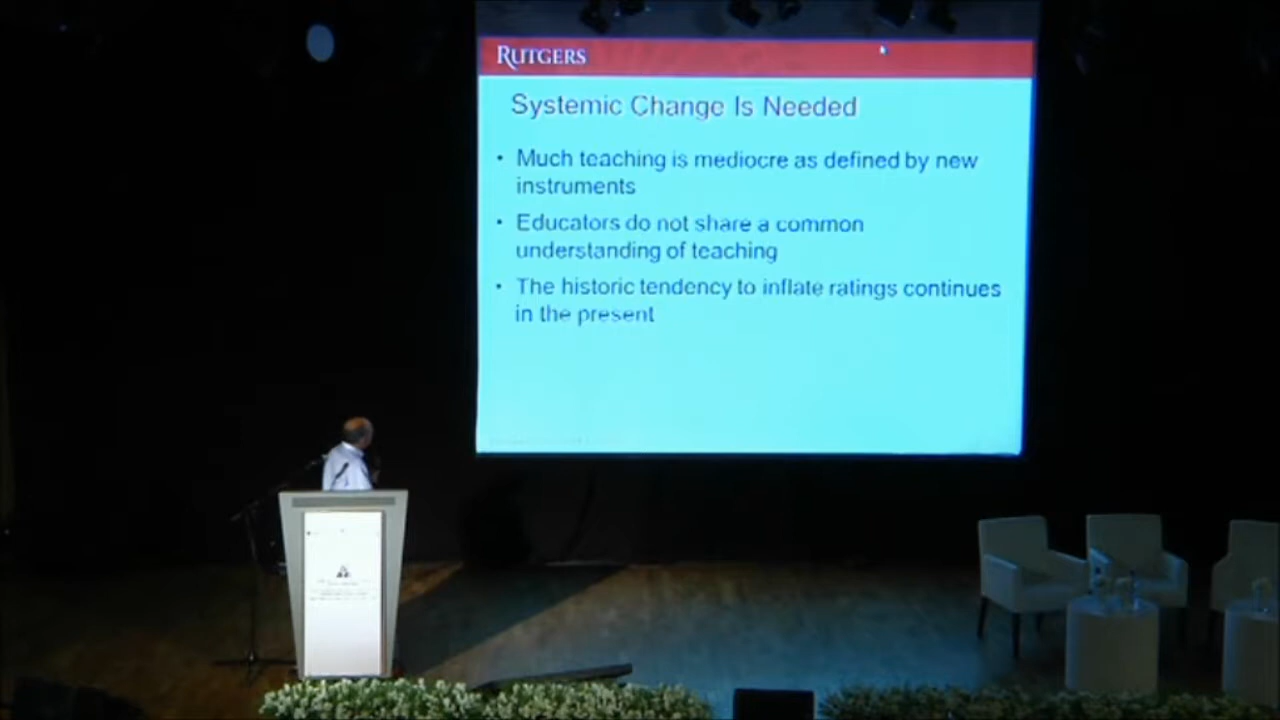 RUTGERS
Systemic Change Is Needed
• Much teaching is mediocre as defined by new
instruments
• Educators do not share a common
understanding of teaching
• The historic tendency to inflate ratings continues
in the present